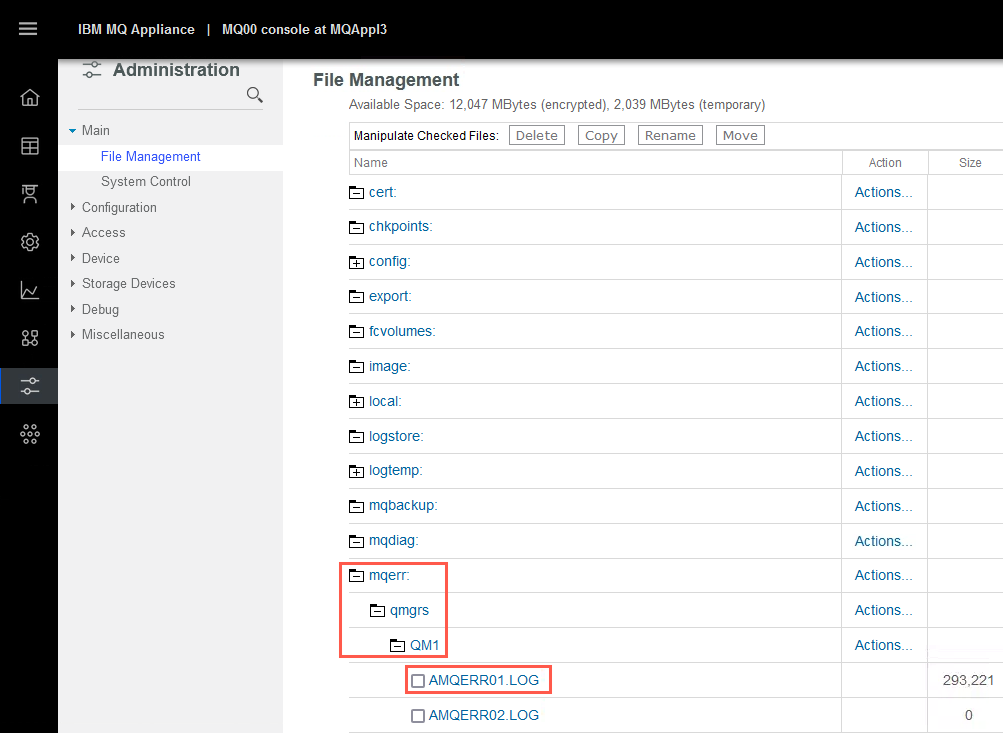 IBM MQ Appliance | MQ00 console at MQAppl3
Administration
Main
File Management
System Control
Configuration
Access
Device
Storage Devices
Debug
Miscellaneous
File Management
Available Space: 12,047 MBytes (encrypted), 2,039 MBytes (temporary)
Manipulate Checked Files: Delete Copy Rename Move
Name Action Size
cert: Actions...
chkpoints: Actions...
config: Actions...
export: Actions...
fcvolumes: Actions...
image: Actions...
local: Actions...
logstore: Actions...
logtemp: Actions...
mqbackup: Actions...
mqdiag: Actions...
mqerr: Actions...
qmgrs Actions...
QM1 Actions...
AMQERR01.LOG 293,221
AMQERR02.LOG 0